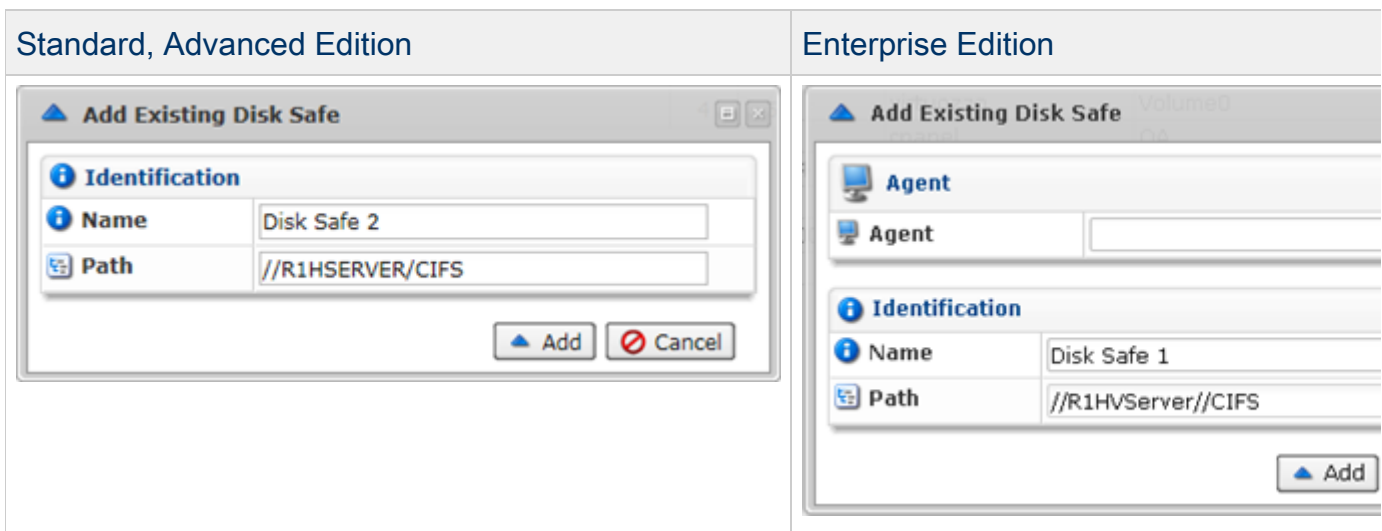 Standard, Advanced Edition
Enterprise Edition
Add Existing Disk Safe
Identification
Name
Disk Safe 2
Path
//R1HSERVER/CIFS
Add
Cancel
Add Existing Disk Safe
Volume0
Agent
Agent
Identification
Name
Disk Safe 1
Path
//R1HVServer//CIFS
Add